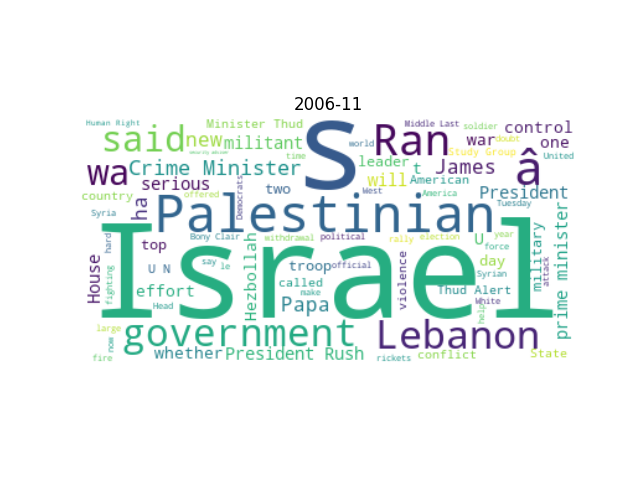 2006-11
Human Right
Minister Thud
Middle Last
soldier
control
said
new
militant
S
world
Ran
war
doubt
one
time
Study Group
wa
Crime Minister
leader
t
James
â
United
serious
two
will
American
President
country
offered
Democrats
West
America
Tuesday
ha
Palestinian
Syria
Israel
hard
top
Bony Clair
withdrawal
political
rally
election
U
year
force
military
prime minister
House
fighting
U N
say
le
Hezbollah
troop
official
violence
day
Syrian
attack
effort
called
make
Thud Alert
Head
Papa
White
help
large
now
government
Lebanon
fire
whether
President Rush
rickets
conflict
State